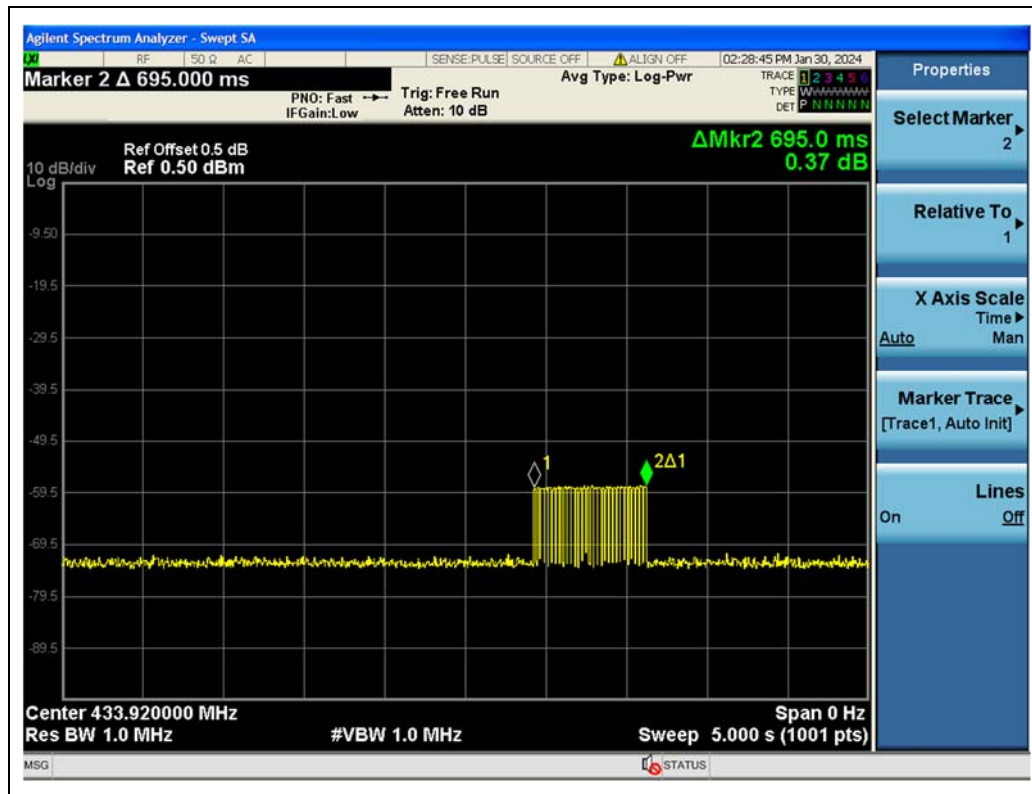 Agilent Spectrum Analyzer - Swept SA
RF 50 Ω AC SENSE:PULSE SOURCE OFF ALIGN OFF 02:28:45 PM Jan 30, 2024
Marker 2 Δ 695.000 ms
PNO: Fast
IFGain:Low
Trig: Free Run
Atten: 10 dB
Avg Type: Log-Pwr
TRACE 1 2 3 4 5 6
TYPE W
DET P N N N N N
Ref Offset 0.5 dB
Ref 0.50 dBm
10 dB/div
Log
ΔMkr2 695.0 ms
0.37 dB
-9.50
-19.5
-29.5
-39.5
-49.5
-59.5
-69.5
-79.5
-89.5
1
2Δ1
Center 433.920000 MHz
Span 0 Hz
Res BW 1.0 MHz
#VBW 1.0 MHz
Sweep 5.000 s (1001 pts)
MSG
STATUS
Properties
Select Marker
2
Relative To
1
X Axis Scale
Time
Auto Man
Marker Trace
[Trace1, Auto Init]
Lines
On Off